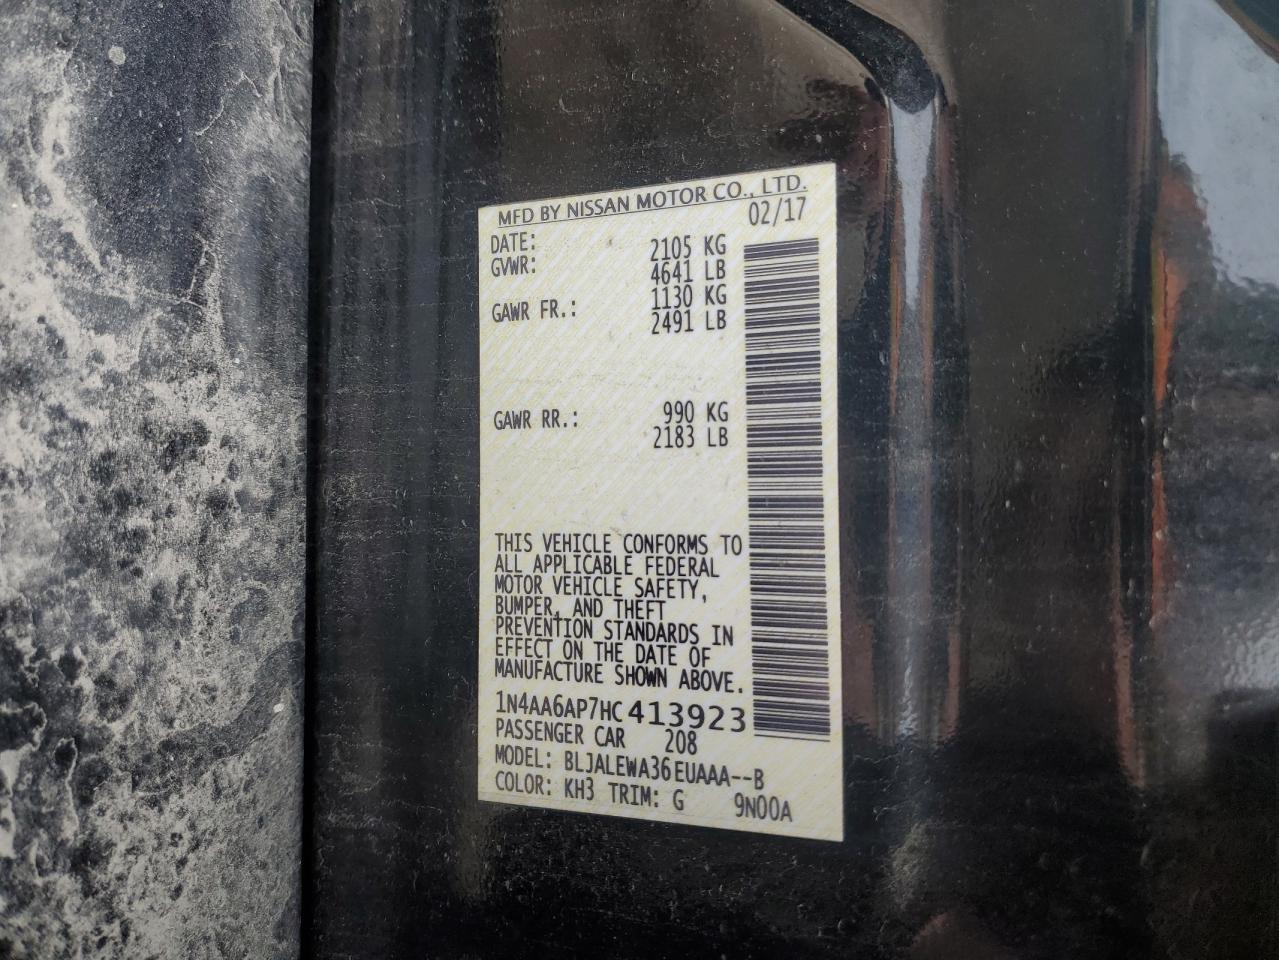 MFD BY NISSAN MOTOR CO., LTD.
DATE: 02/17
GVWR: 2105 KG
4641 LB
GAWR FR.: 1130 KG
2491 LB
GAWR RR.: 990 KG
2183 LB
THIS VEHICLE CONFORMS TO
ALL APPLICABLE FEDERAL
MOTOR VEHICLE SAFETY,
BUMPER, AND THEFT
PREVENTION STANDARDS IN
EFFECT ON THE DATE OF
MANUFACTURE SHOWN ABOVE.
1N4AA6AP7HC413923
PASSENGER CAR 208
MODEL: BLJALEWA36EUAAA--B
COLOR: KH3 TRIM: G 9N00A